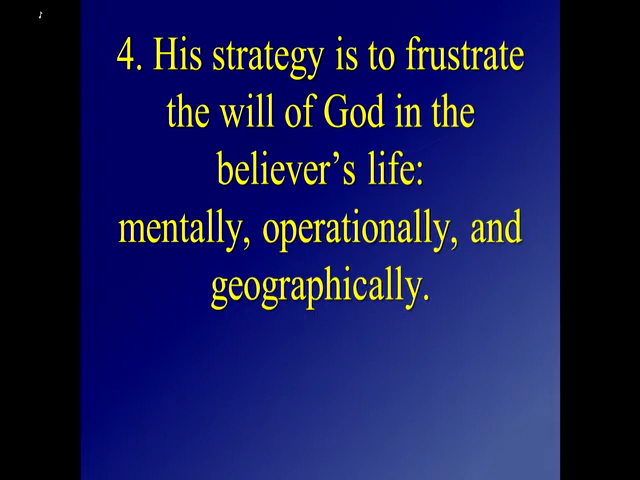 4. His strategy is to frustrate
the will of God in the
believer’s life:
mentally, operationally, and
geographically.